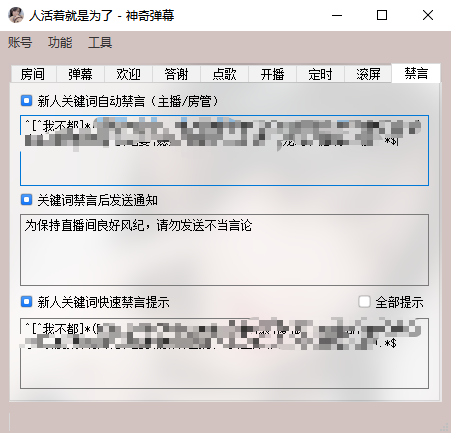 人活着就是为了 - 神奇弹幕
账号 功能 工具
房间 弹幕 欢迎 答谢 点歌 开播 定时 滚屏 禁言
新人关键词自动禁言（主播/房管）
^[^我不都]*
.*$
关键词禁言后发送通知
为保持直播间良好风纪，请勿发送不当言论
新人关键词快速禁言提示 全部提示
^[^我不都]*(
.*$